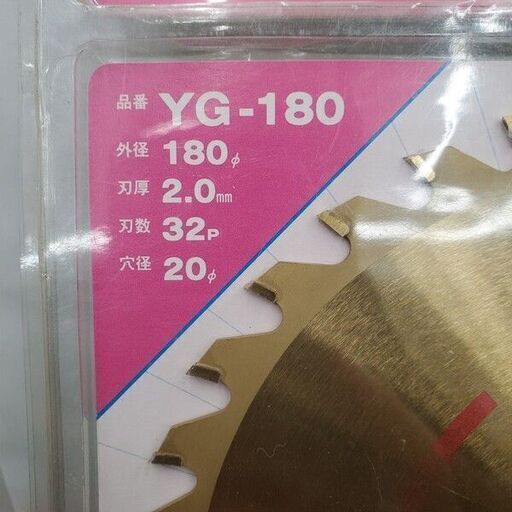 品番 YG-180
外径 180φ
刃厚 2.0mm
刃数 32P
穴径 20φ